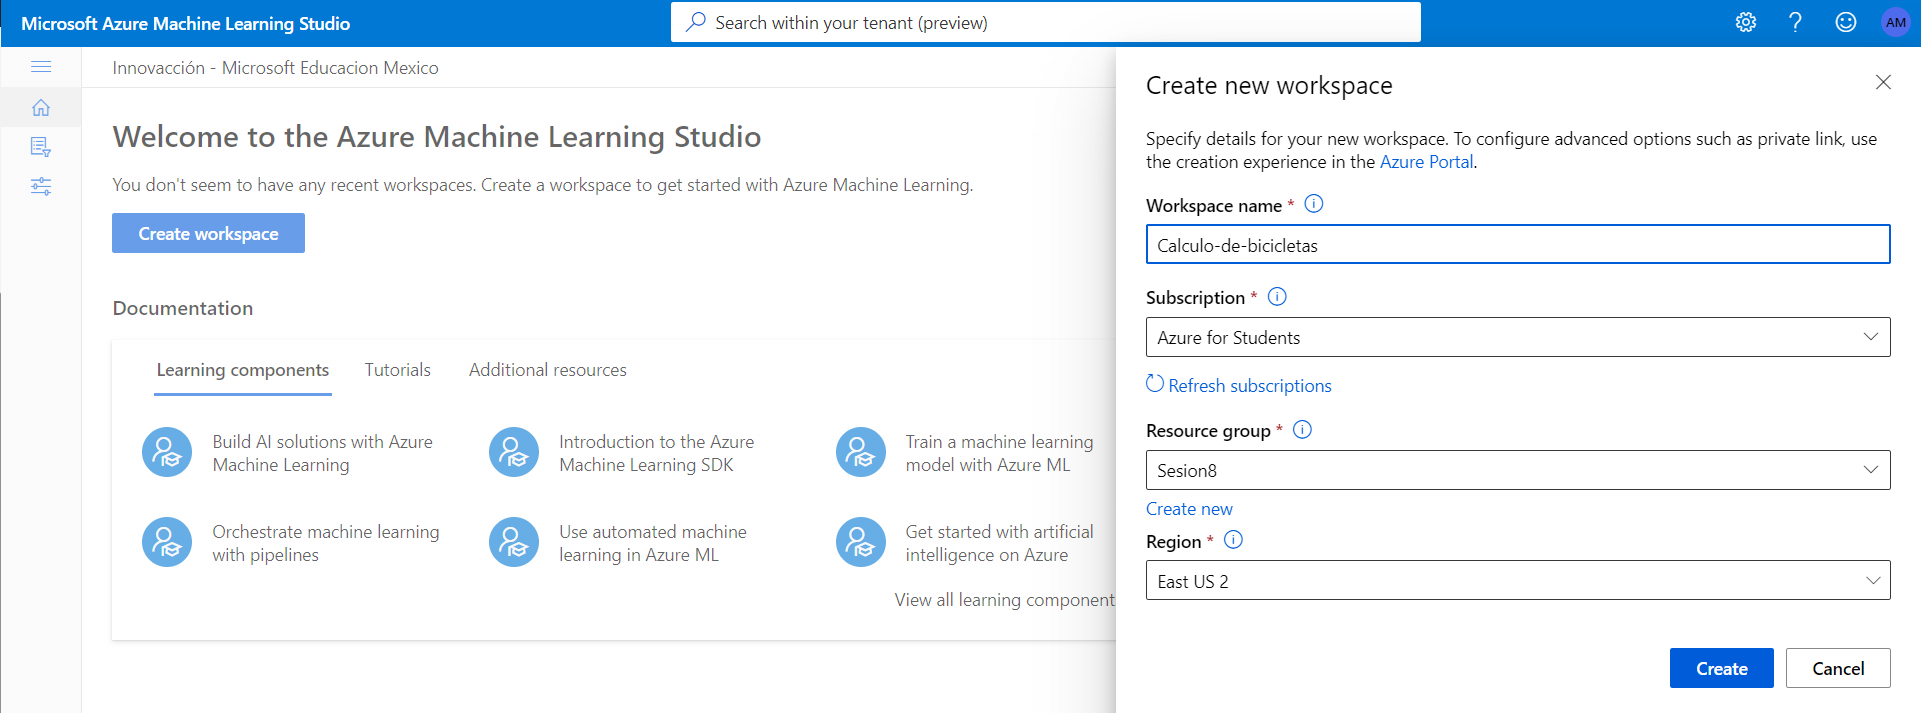 Microsoft Azure Machine Learning Studio
Search within your tenant (preview)
AM
Innovacción - Microsoft Educacion Mexico
Welcome to the Azure Machine Learning Studio
You don't seem to have any recent workspaces. Create a workspace to get started with Azure Machine Learning.
Create workspace
Documentation
Learning components
Tutorials
Additional resources
Build AI solutions with Azure
Machine Learning
Introduction to the Azure
Machine Learning SDK
Train a machine learning
model with Azure ML
Orchestrate machine learning
with pipelines
Use automated machine
learning in Azure ML
Get started with artificial
intelligence on Azure
View all learning component
Create new workspace
Specify details for your new workspace. To configure advanced options such as private link, use
the creation experience in the Azure Portal.
Workspace name *
Calculo-de-bicicletas
Subscription *
Azure for Students
Refresh subscriptions
Resource group *
Sesion8
Create new
Region *
East US 2
Create
Cancel